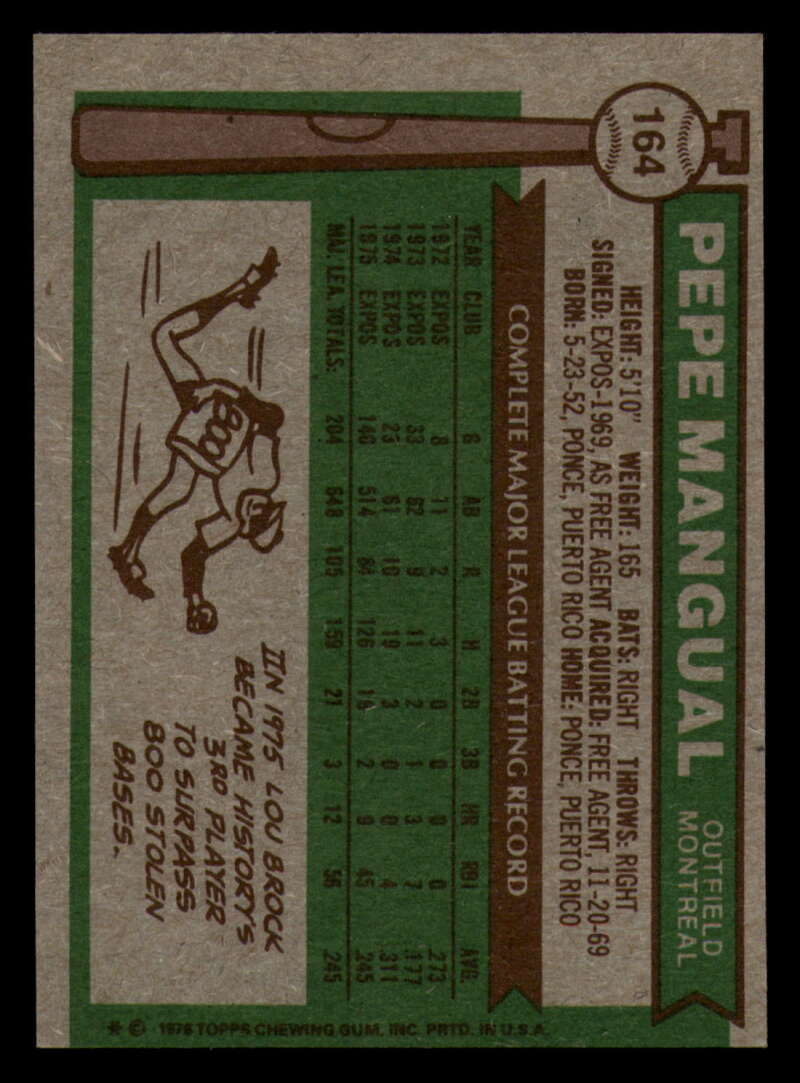 164
PEPE MANGUAL
OUTFIELD
MONTREAL
HEIGHT: 5'10" WEIGHT: 165 BATS: RIGHT THROWS: RIGHT
SIGNED: EXPOS-1969, AS FREE AGENT ACQUIRED: FREE AGENT, 11-20-69
BORN: 5-23-52, PONCE, PUERTO RICO HOME: PONCE, PUERTO RICO
COMPLETE MAJOR LEAGUE BATTING RECORD
YEAR CLUB G AB R H 2B 3B HR RBI AVG.
1972 EXPOS 8 11 2 3 0 0 0 0 .273
1973 EXPOS 33 62 9 11 2 1 3 7 .177
1974 EXPOS 23 61 10 19 3 0 0 4 .311
1975 EXPOS 140 514 84 126 16 2 9 45 .245
MAJ. LEA. TOTALS: 204 648 105 159 21 3 12 56 .245
800
IN 1975 LOU BROCK
BECAME HISTORY'S
3RD PLAYER
TO SURPASS
800 STOLEN
BASES.
* © 1976 TOPPS CHEWING GUM, INC. PRTD. IN U.S.A.